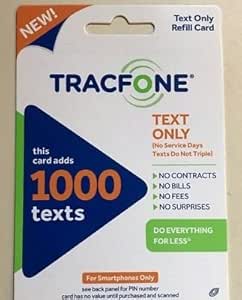 NEW!
Text Only
Refill Card
TRACFONE®
this
card adds
1000
texts
TEXT
ONLY
(No Service Days
Texts Do Not Triple)
NO CONTRACTS
NO BILLS
NO FEES
NO SURPRISES
DO EVERYTHING
FOR LESS
For Smartphones Only
see back panel for PIN number
card has no value until purchased and scanned